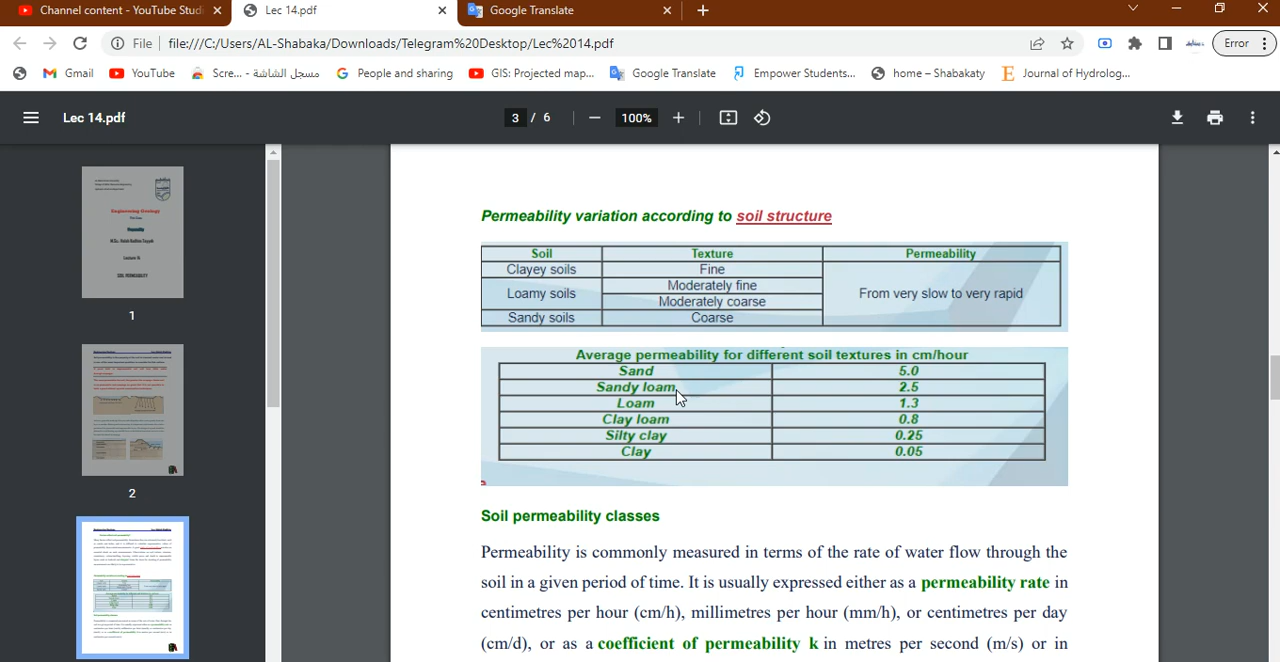 Channel content - YouTube Studi
Lec 14.pdf
Google Translate
File
file:///C:/Users/AL-Shabaka/Downloads/Telegram%20Desktop/Lec%2014.pdf
Error
Gmail
YouTube
Scre... - مسجل الشاشة
People and sharing
GIS: Projected map...
Google Translate
Empower Students...
home – Shabakaty
Journal of Hydrolog...
Lec 14.pdf
3 / 6
100%
Engineering Geology
1
2
Permeability variation according to soil structure
Soil Texture Permeability
Clayey soils Fine
Loamy soils Moderately fine From very slow to very rapid
Moderately coarse
Sandy soils Coarse
Average permeability for different soil textures in cm/hour
Sand 5.0
Sandy loam 2.5
Loam 1.3
Clay loam 0.8
Silty clay 0.25
Clay 0.05
Soil permeability classes
Permeability is commonly measured in terms of the rate of water flow through the
soil in a given period of time. It is usually expressed either as a permeability rate in
centimetres per hour (cm/h), millimetres per hour (mm/h), or centimetres per day
(cm/d), or as a coefficient of permeability k in metres per second (m/s) or in